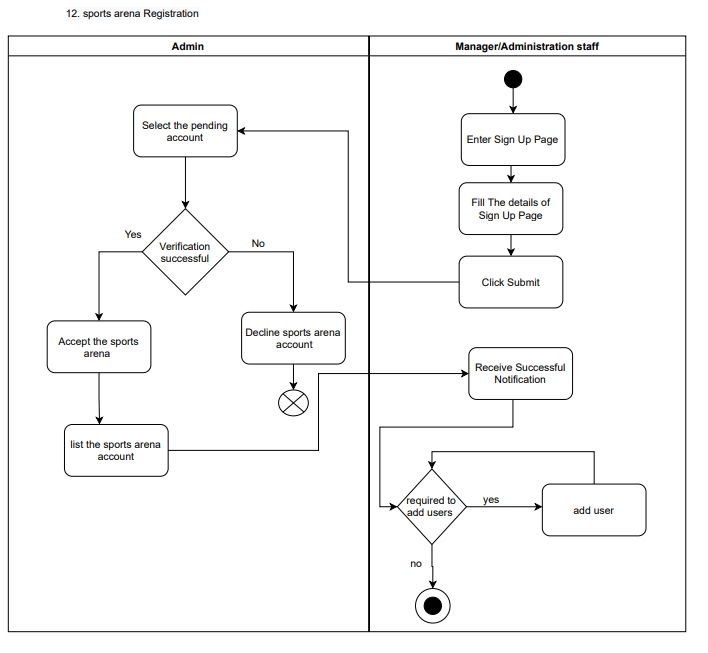 12. sports arena Registration
Admin
Manager/Administration staff
Select the pending
account
Enter Sign Up Page
Fill The details of
Sign Up Page
Yes
Verification
successful
No
Click Submit
Accept the sports
arena
Decline sports arena
account
Receive Successful
Notification
list the sports arena
account
required to
add users
yes
add user
no